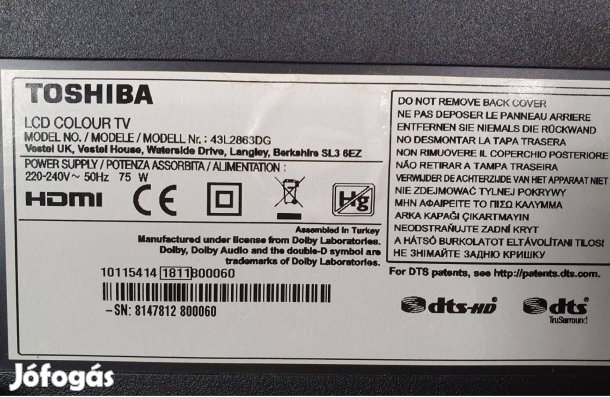 TOSHIBA
LCD COLOUR TV
MODEL NO. / MODELE / MODELL Nr. : 43L2863DG
Vestel UK, Vestel House, Waterside Drive, Langley, Berkshire SL3 6EZ
POWER SUPPLY / POTENZA ASSORBITA / ALIMENTATION :
220-240V~ 50Hz 75 W
HDMI CE Hg
Assembled in Turkey
Manufactured under license from Dolby Laboratories.
Dolby, Dolby Audio and the double-D symbol are
trademarks of Dolby Laboratories.
10115414 1811 800060
-SN: 8147812 800060
DO NOT REMOVE BACK COVER
NE PAS DEPOSER LE PANNEAU ARRIERE
ENTFERNEN SIE NIEMALS DIE RÜCKWAND
NO DESMONTAR LA TAPA TRASERA
NON RIMUOVERE IL COPERCHIO POSTERIORE
NÃO RETIRAR A TAMPA TRASEIRA
VERWIJDER DE ACHTERZIJDE VAN HET APPARAAT NIET
NIE ZDEJMOWAĆ TYLNEJ POKRYWY
ΜΗΝ ΑΦΑΙΡΕΙΤΕ ΤΟ ΠΙΣΩ ΚΑΛΥΜΜΑ
ARKA KAPAĞI ÇIKARTMAYIN
NEODSTRAŇUJTE ZADNÍ KRYT
A HÁTSÓ BURKOLATOT ELTÁVOLÍTANI TILOS!
НЕ ЗНІМАЙТЕ ЗАДНЮ КРИШКУ
For DTS patents, see http://patents.dts.com.
dts-HD dts
TruSurround
Jófogás